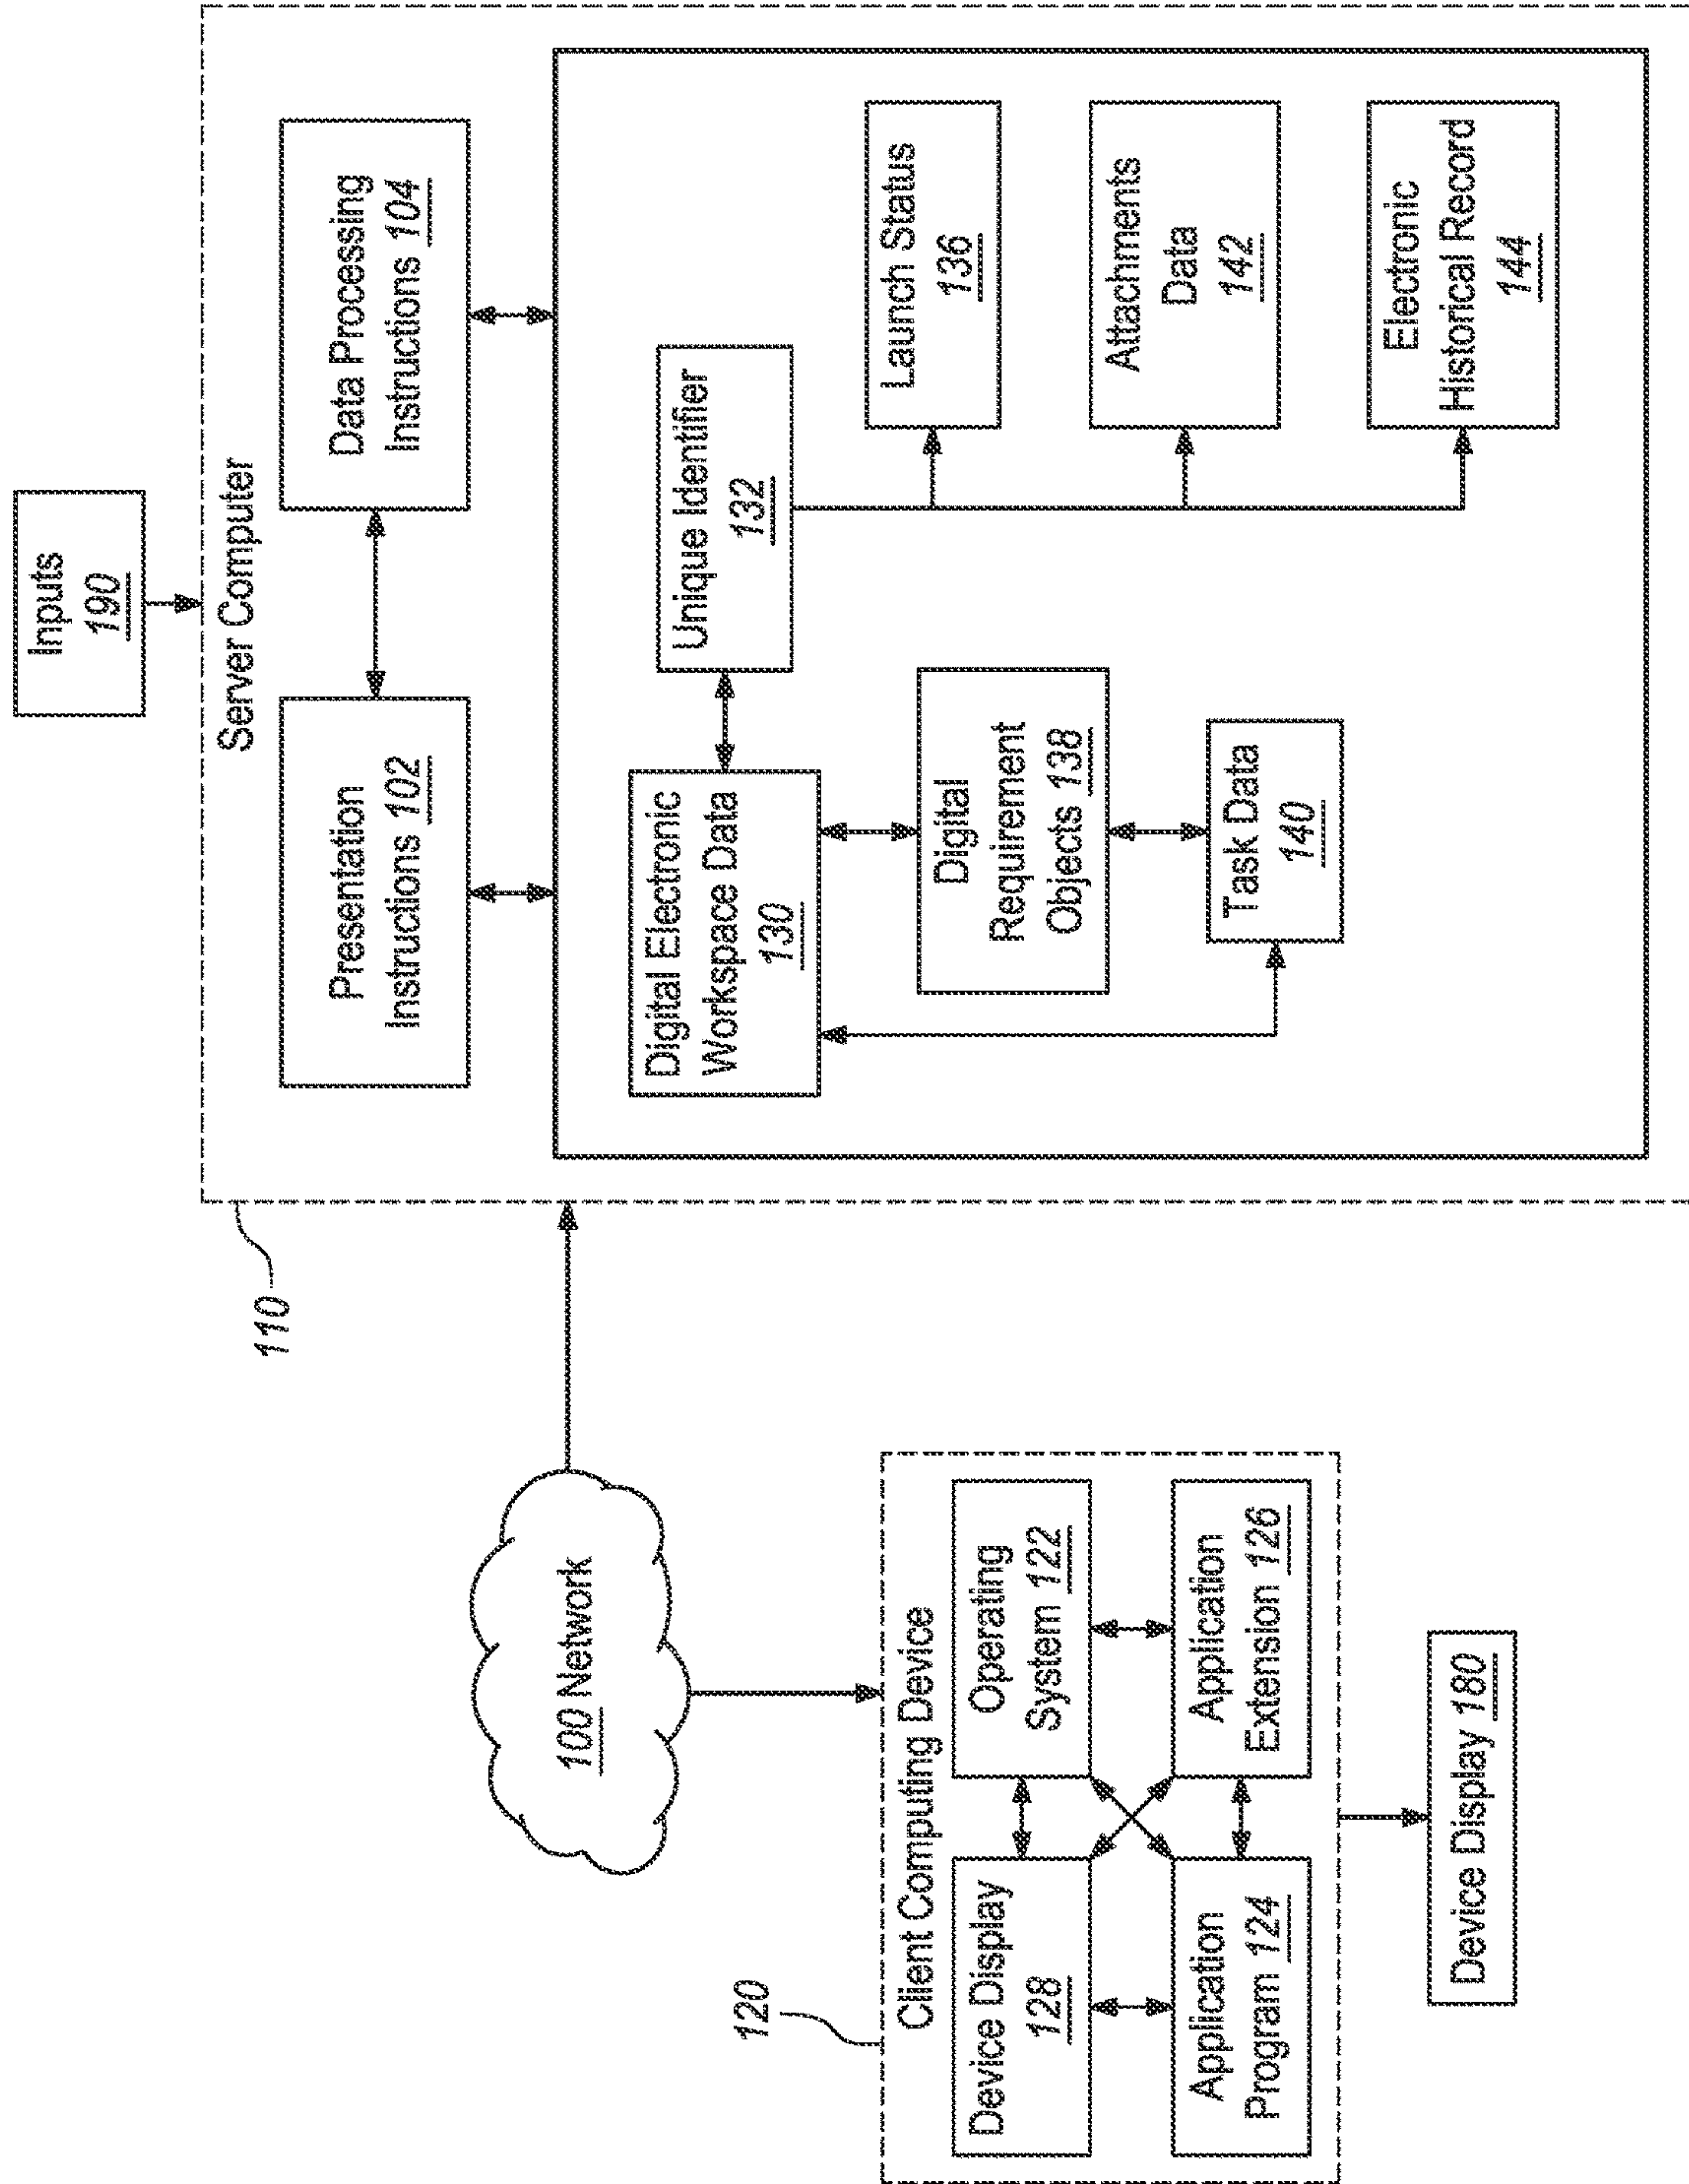 Inputs
190
Server Computer
110
Presentation
Instructions 102
Data Processing
Instructions 104
Digital Electronic
Workspace Data
130
Unique Identifier
132
Launch Status
136
Digital
Requirement
Objects 138
Attachments
Data
142
Task Data
140
Electronic
Historical Record
144
100 Network
120
Client Computing Device
Device Display
128
Operating
System 122
Application
Program 124
Application
Extension 126
Device Display 180